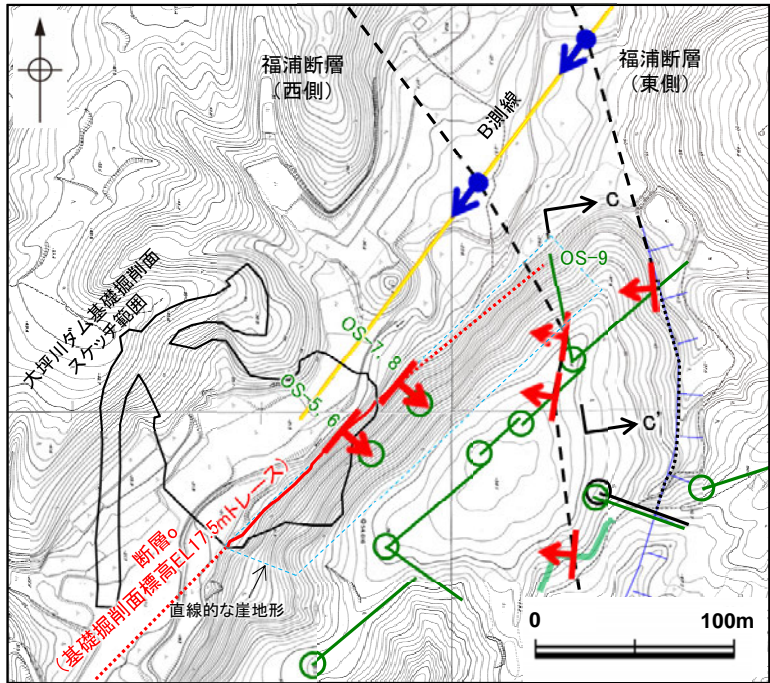 福浦断層
(西側)
福浦断層
(東側)
B測線
C
OS-9
大坪川ダム基礎掘削面
スケッチ範囲
OS-7, 8
OS-5, 6
C'
断層o
(基礎掘削面標高EL17.5mトレース)
直線的な崖地形
0 100m